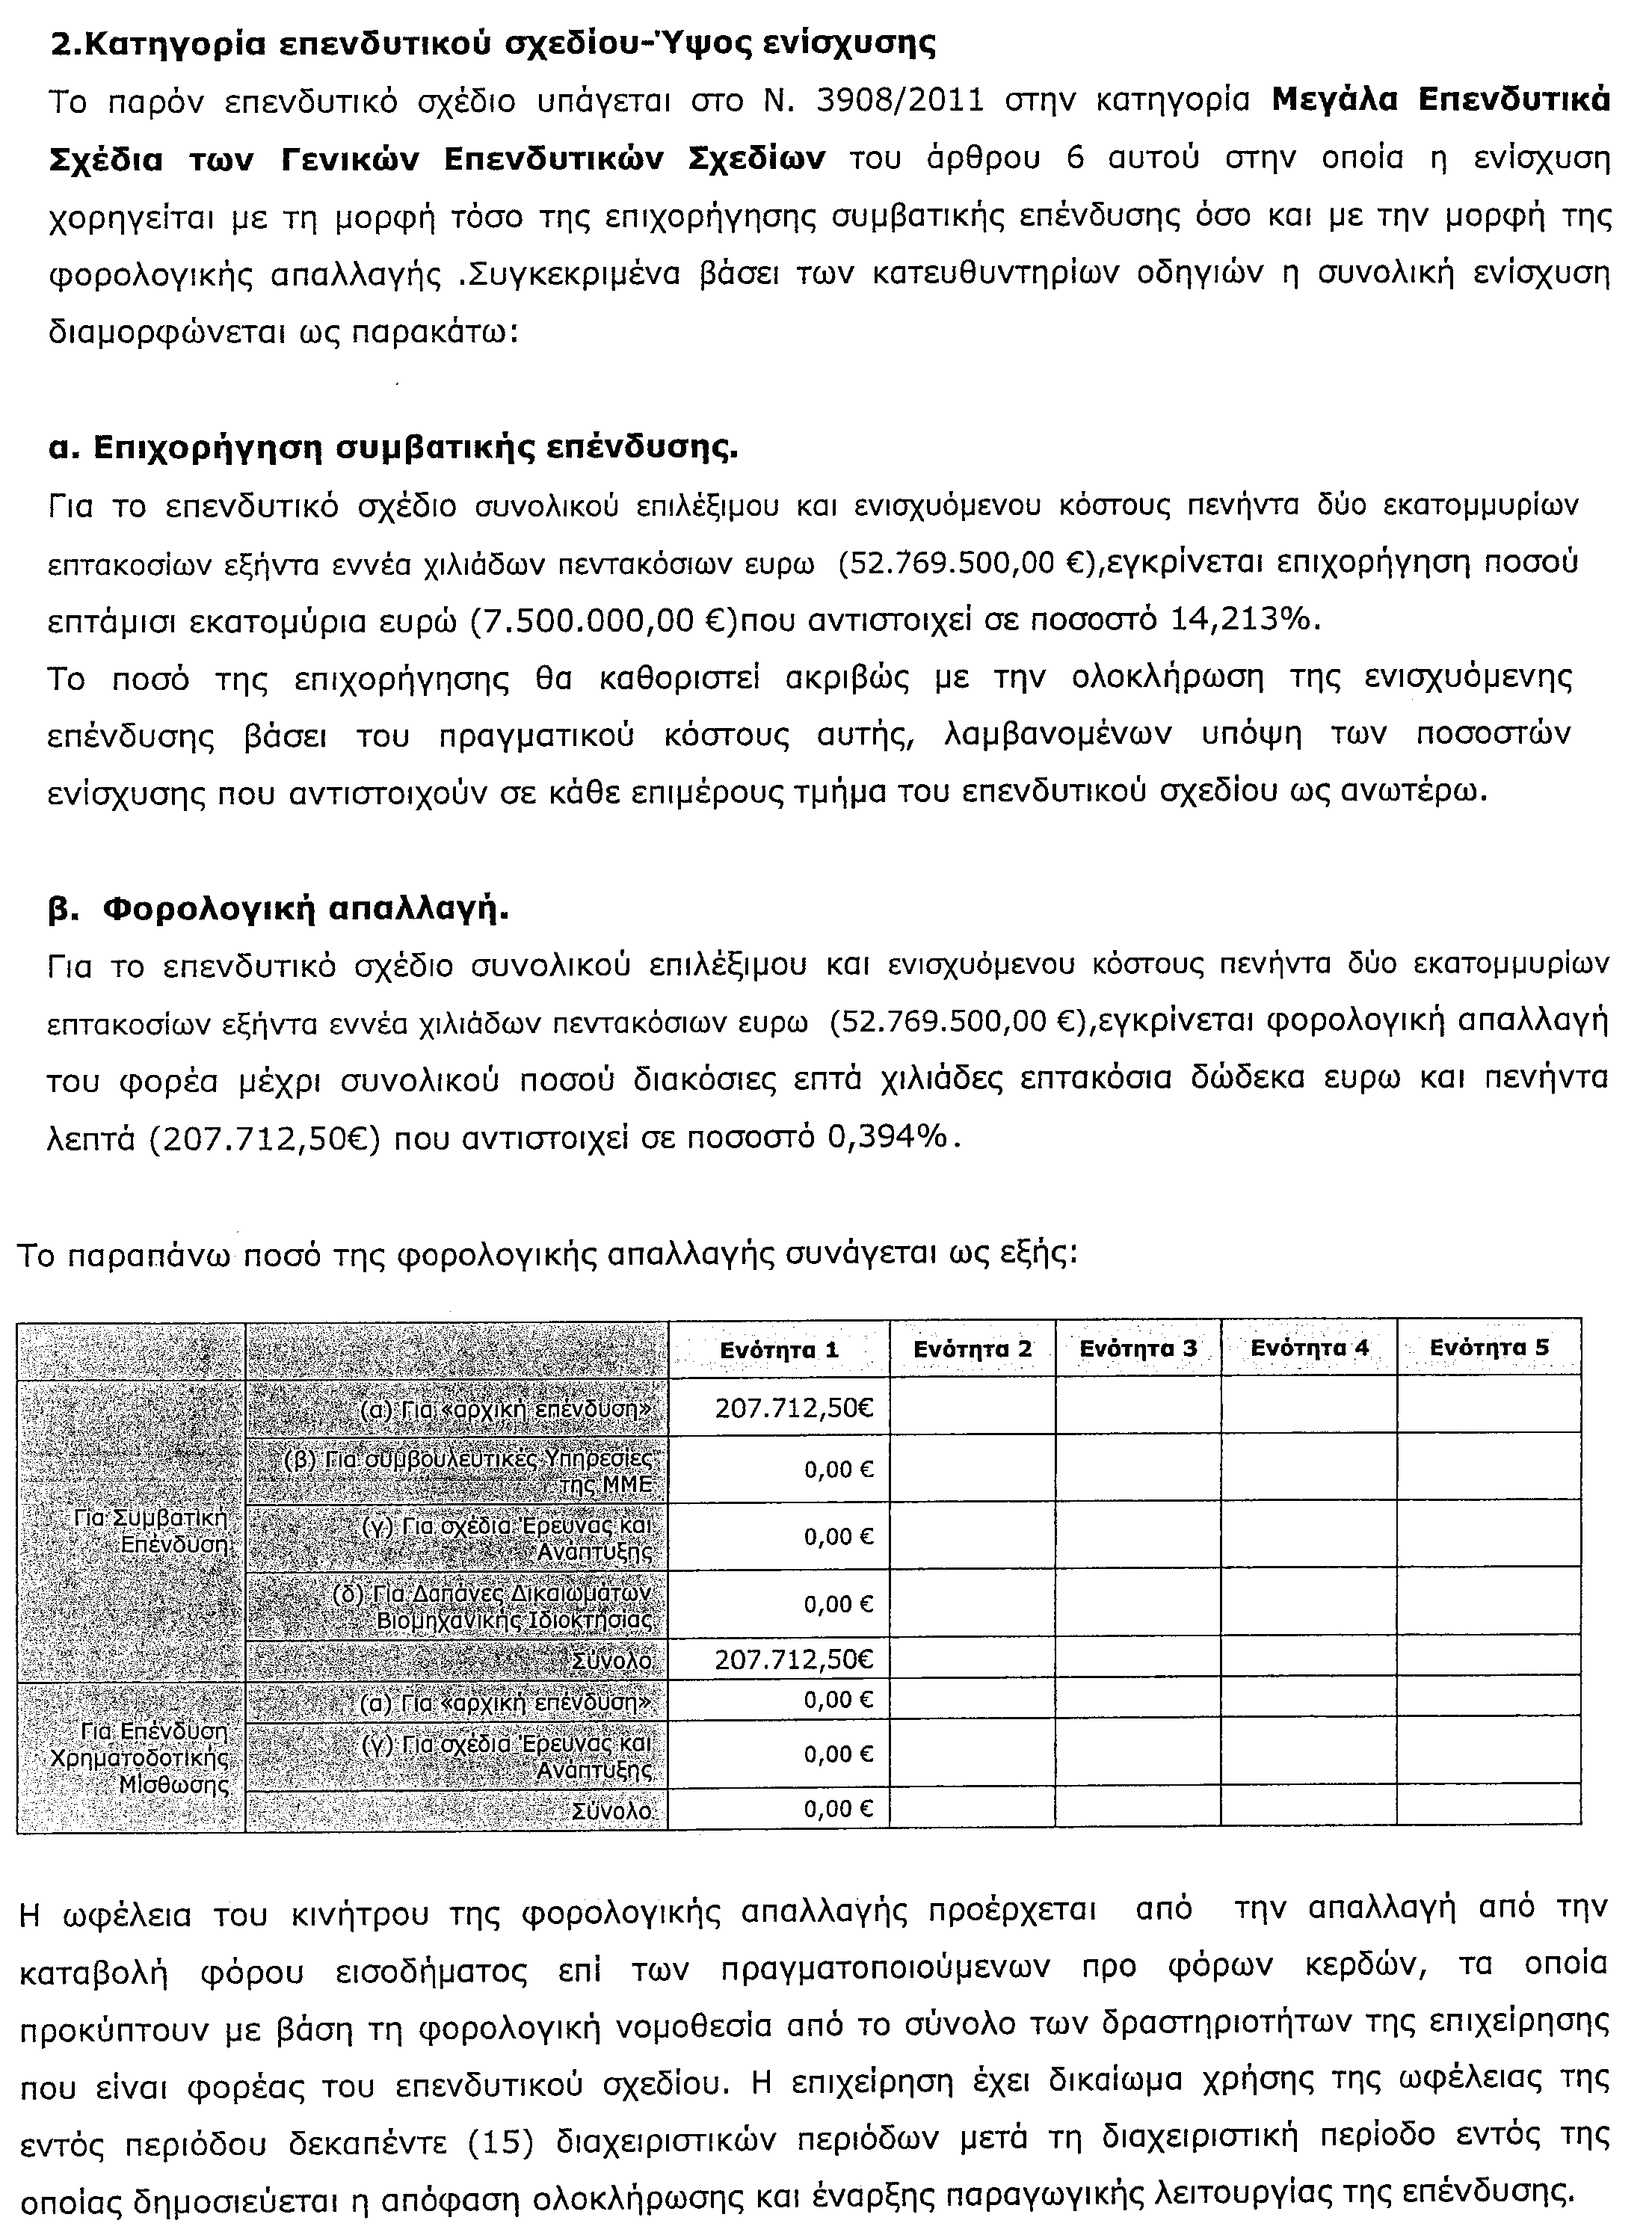 2.Κατηγορία επενδυτικού σχεδίου-Ύψος ενίσχυσης
Το παρόν επενδυτικό σχέδιο υπάγεται στο Ν. 3908/2011 στην κατηγορία Μεγάλα Επενδυτικά
Σχέδια των Γενικών Επενδυτικών Σχεδίων του άρθρου 6 αυτού στην οποία η ενίσχυση
χορηγείται με τη μορφή τόσο της επιχορήγησης συμβατικής επένδυσης όσο και με την μορφή της
φορολογικής απαλλαγής .Συγκεκριμένα βάσει των κατευθυντηρίων οδηγιών η συνολική ενίσχυση
διαμορφώνεται ως παρακάτω:
α. Επιχορήγηση συμβατικής επένδυσης.
Για το επενδυτικό σχέδιο συνολικού επιλέξιμου και ενισχυόμενου κόστους πενήντα δύο εκατομμυρίων
επτακοσίων εξήντα εννέα χιλιάδων πεντακόσιων ευρω (52.769.500,00 €),εγκρίνεται επιχορήγηση ποσού
επτάμισι εκατομύρια ευρώ (7.500.000,00 €)που αντιστοιχεί σε ποσοστό 14,213%.
Το ποσό της επιχορήγησης θα καθοριστεί ακριβώς με την ολοκλήρωση της ενισχυόμενης
επένδυσης βάσει του πραγματικού κόστους αυτής, λαμβανομένων υπόψη των ποσοστών
ενίσχυσης που αντιστοιχούν σε κάθε επιμέρους τμήμα του επενδυτικού σχεδίου ως ανωτέρω.
β. Φορολογική απαλλαγή.
Για το επενδυτικό σχέδιο συνολικού επιλέξιμου και ενισχυόμενου κόστους πενήντα δύο εκατομμυρίων
επτακοσίων εξήντα εννέα χιλιάδων πεντακόσιων ευρω (52.769.500,00 €),εγκρίνεται φορολογική απαλλαγή
του φορέα μέχρι συνολικού ποσού διακόσιες επτά χιλιάδες επτακόσια δώδεκα ευρω και πενήντα
λεπτά (207.712,50€) που αντιστοιχεί σε ποσοστό 0,394%.
Το παραπάνω ποσό της φορολογικής απαλλαγής συνάγεται ως εξής:
Ενότητα 1 Ενότητα 2 Ενότητα 3 Ενότητα 4 Ενότητα 5
Για Συμβατική
Επένδυση
(α) Για «αρχική επένδυση» 207.712,50€
(β) Για συμβουλευτικές Υπηρεσίες
της ΜΜΕ 0,00 €
(γ) Για σχέδια Έρευνας και
Ανάπτυξης 0,00 €
(δ) Για Δαπάνες Δικαιωμάτων
Βιομηχανικής Ιδιοκτησίας 0,00 €
Σύνολο 207.712,50€
Για Επένδυση
Χρηματοδοτικής
Μίσθωσης
(α) Για «αρχική επένδυση» 0,00 €
(γ) Για σχέδια Έρευνας και
Ανάπτυξης 0,00 €
Σύνολο 0,00 €
Η ωφέλεια του κινήτρου της φορολογικής απαλλαγής προέρχεται από την απαλλαγή από την
καταβολή φόρου εισοδήματος επί των πραγματοποιούμενων προ φόρων κερδών, τα οποία
προκύπτουν με βάση τη φορολογική νομοθεσία από το σύνολο των δραστηριοτήτων της επιχείρησης
που είναι φορέας του επενδυτικού σχεδίου. Η επιχείρηση έχει δικαίωμα χρήσης της ωφέλειας της
εντός περιόδου δεκαπέντε (15) διαχειριστικών περιόδων μετά τη διαχειριστική περίοδο εντός της
οποίας δημοσιεύεται η απόφαση ολοκλήρωσης και έναρξης παραγωγικής λειτουργίας της επένδυσης.